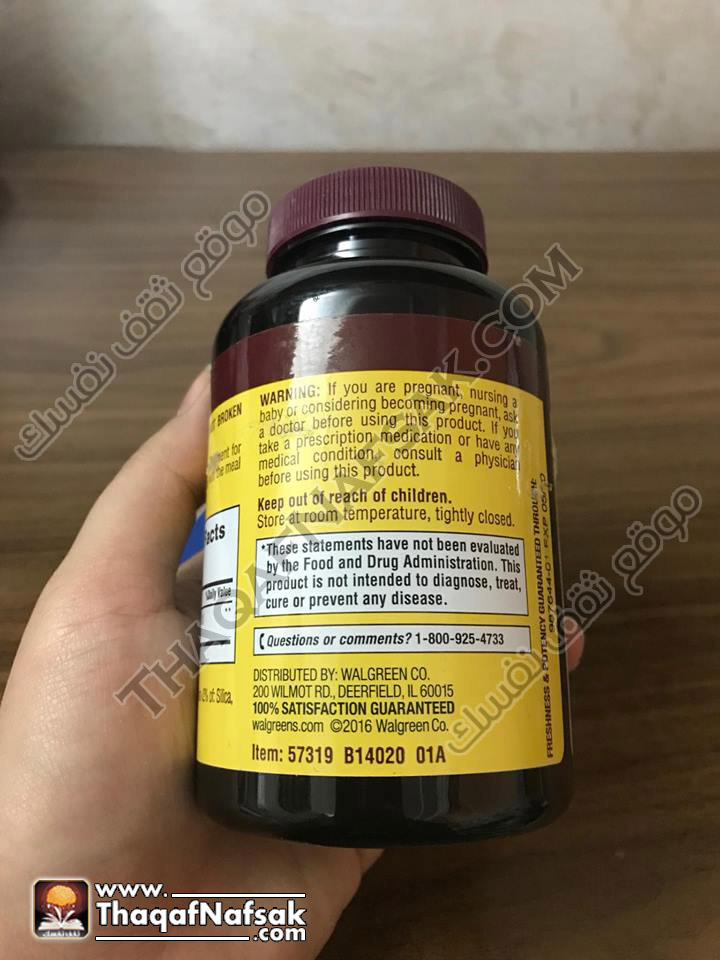 BROKEN
ment for
the meal
acts
%Daily Value
**
of: Silica,
WARNING: If you are pregnant, nursing a
baby or considering becoming pregnant, ask
a doctor before using this product. If you
take a prescription medication or have any
medical condition, consult a physician
before using this product.
Keep out of reach of children.
Store at room temperature, tightly closed.
*These statements have not been evaluated
by the Food and Drug Administration. This
product is not intended to diagnose, treat,
cure or prevent any disease.
Questions or comments? 1-800-925-4733
DISTRIBUTED BY: WALGREEN CO.
200 WILMOT RD., DEERFIELD, IL 60015
100% SATISFACTION GUARANTEED
walgreens.com ©2016 Walgreen Co.
Item: 57319 B14020 01A
FRESHNESS & POTENCY GUARANTEED THROUGH:
EXP
موقع ثقف نفسك
THAQAFNAFSAK.COM
موقع ثقف نفسك
www.
ThaqafNafsak
.com